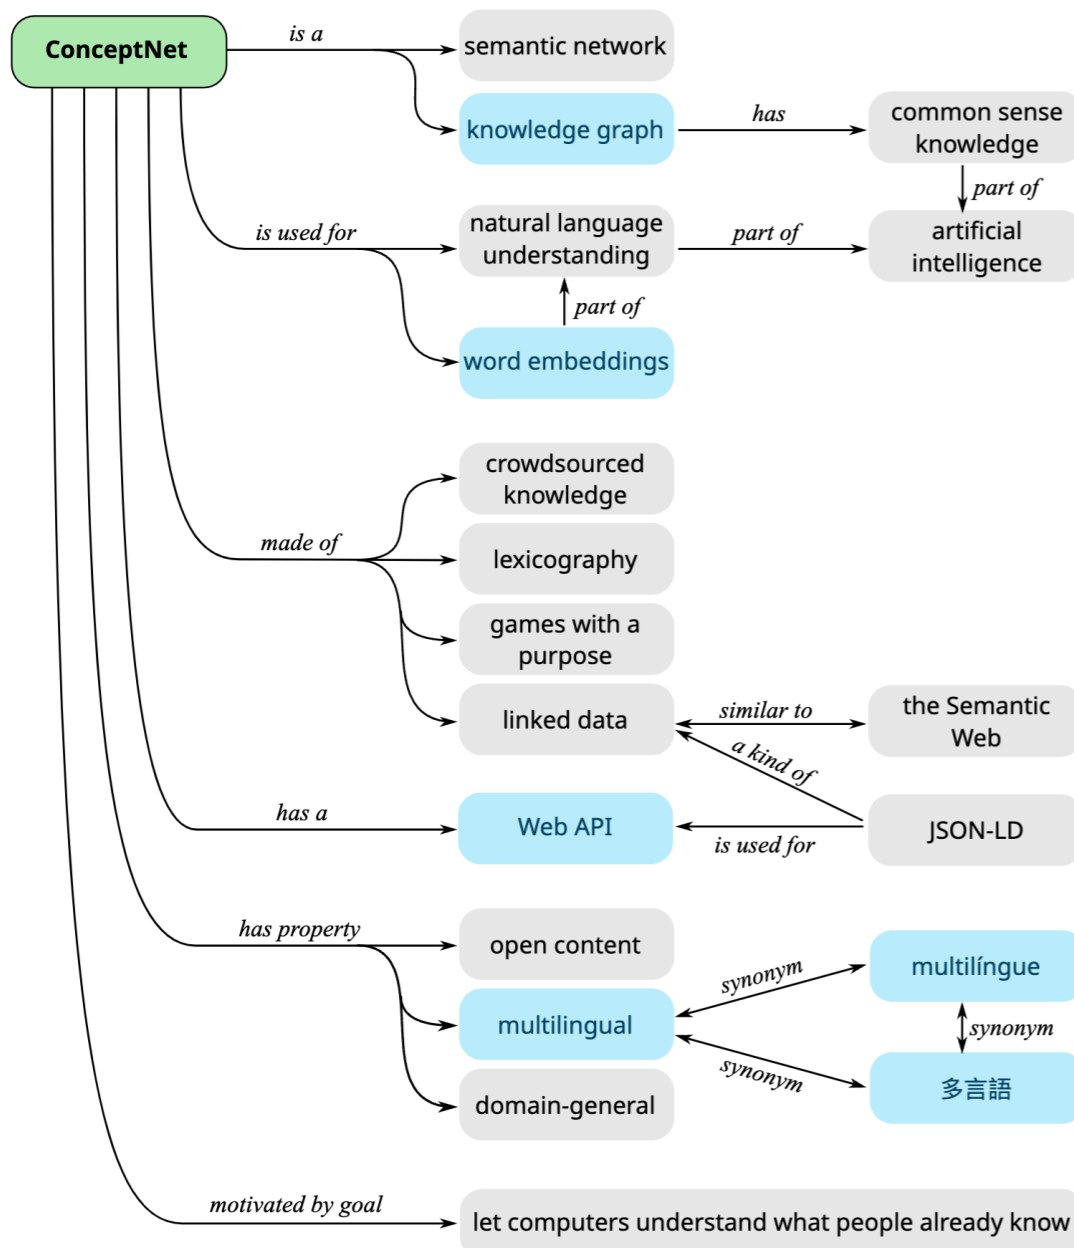 ConceptNet
is a
semantic network
knowledge graph
has
common sense
knowledge
part of
is used for
natural language
understanding
part of
artificial
intelligence
part of
word embeddings
crowdsourced
knowledge
made of
lexicography
games with a
purpose
linked data
similar to
the Semantic
Web
a kind of
has a
Web API
is used for
JSON-LD
has property
open content
synonym
multilíngue
multilingual
synonym
synonym
多言語
domain-general
motivated by goal
let computers understand what people already know